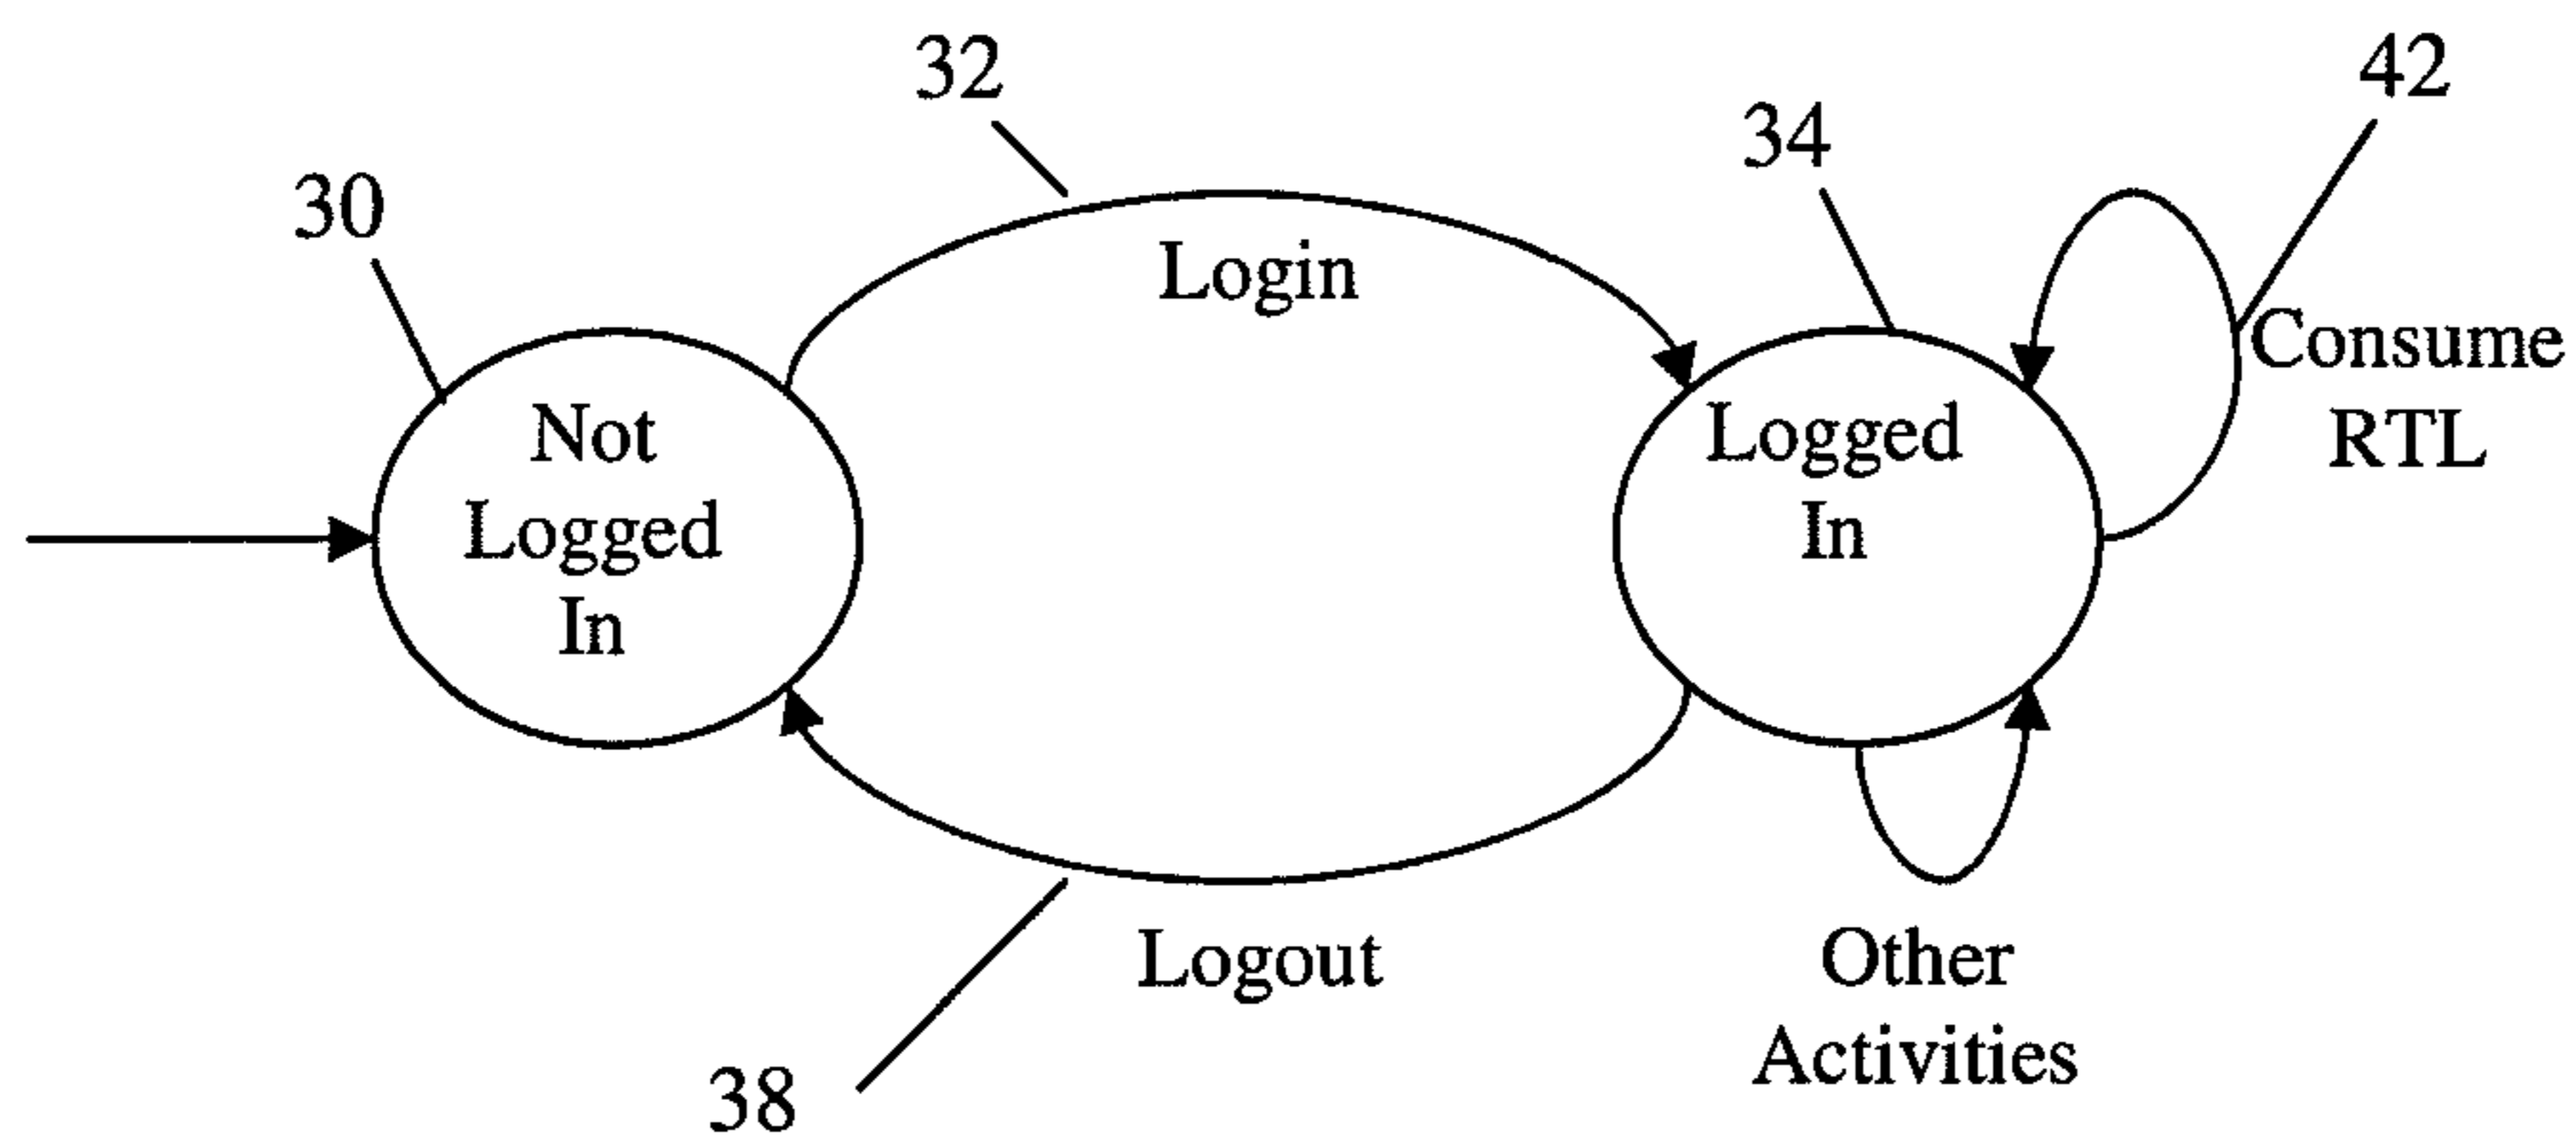 32
42
34
30
Login
Consume
RTL
Not
Logged
In
Logged
In
Logout
Other
Activities
38